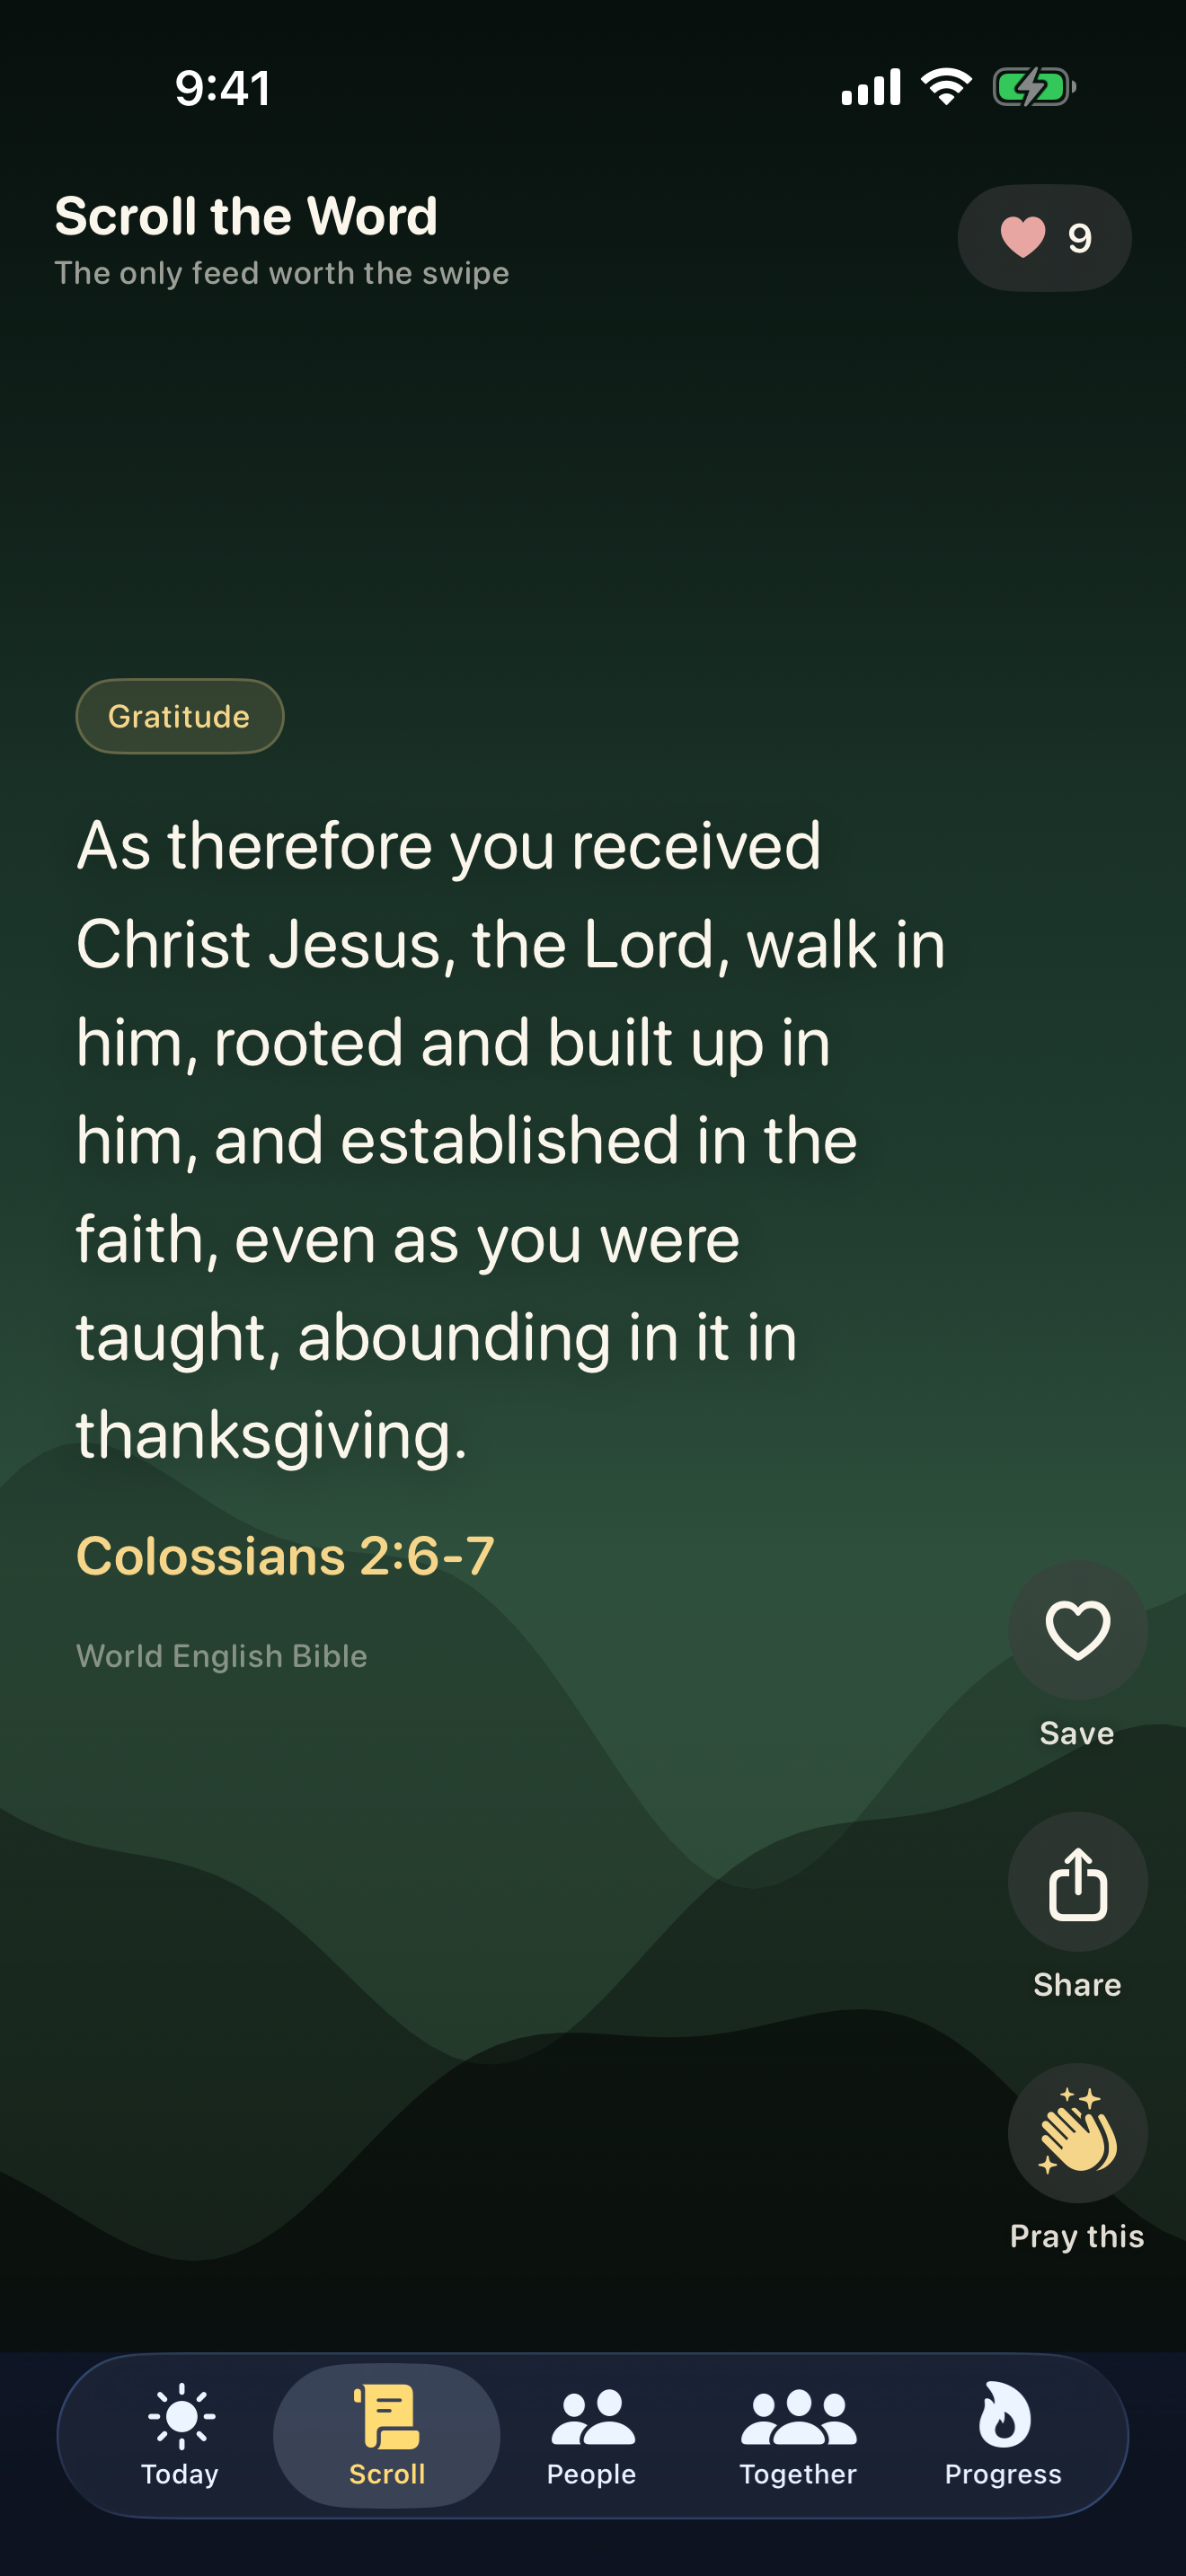 9:41
Scroll the Word
The only feed worth the swipe
9
Gratitude
As therefore you received
Christ Jesus, the Lord, walk in
him, rooted and built up in
him, and established in the
faith, even as you were
taught, abounding in it in
thanksgiving.
Colossians 2:6-7
World English Bible
Save
Share
Pray this
Today
Scroll
People
Together
Progress